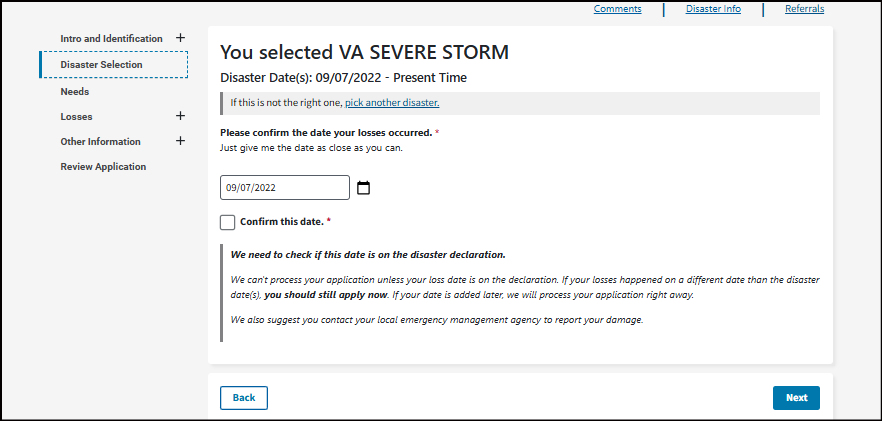 Comments | Disaster Info | Referrals
Intro and Identification +
Disaster Selection
Needs
Losses +
Other Information +
Review Application
You selected VA SEVERE STORM
Disaster Date(s): 09/07/2022 - Present Time
If this is not the right one, pick another disaster.
Please confirm the date your losses occurred. *
Just give me the date as close as you can.
09/07/2022
Confirm this date. *
We need to check if this date is on the disaster declaration.
We can't process your application unless your loss date is on the declaration. If your losses happened on a different date than the disaster
date(s), you should still apply now. If your date is added later, we will process your application right away.
We also suggest you contact your local emergency management agency to report your damage.
Back
Next